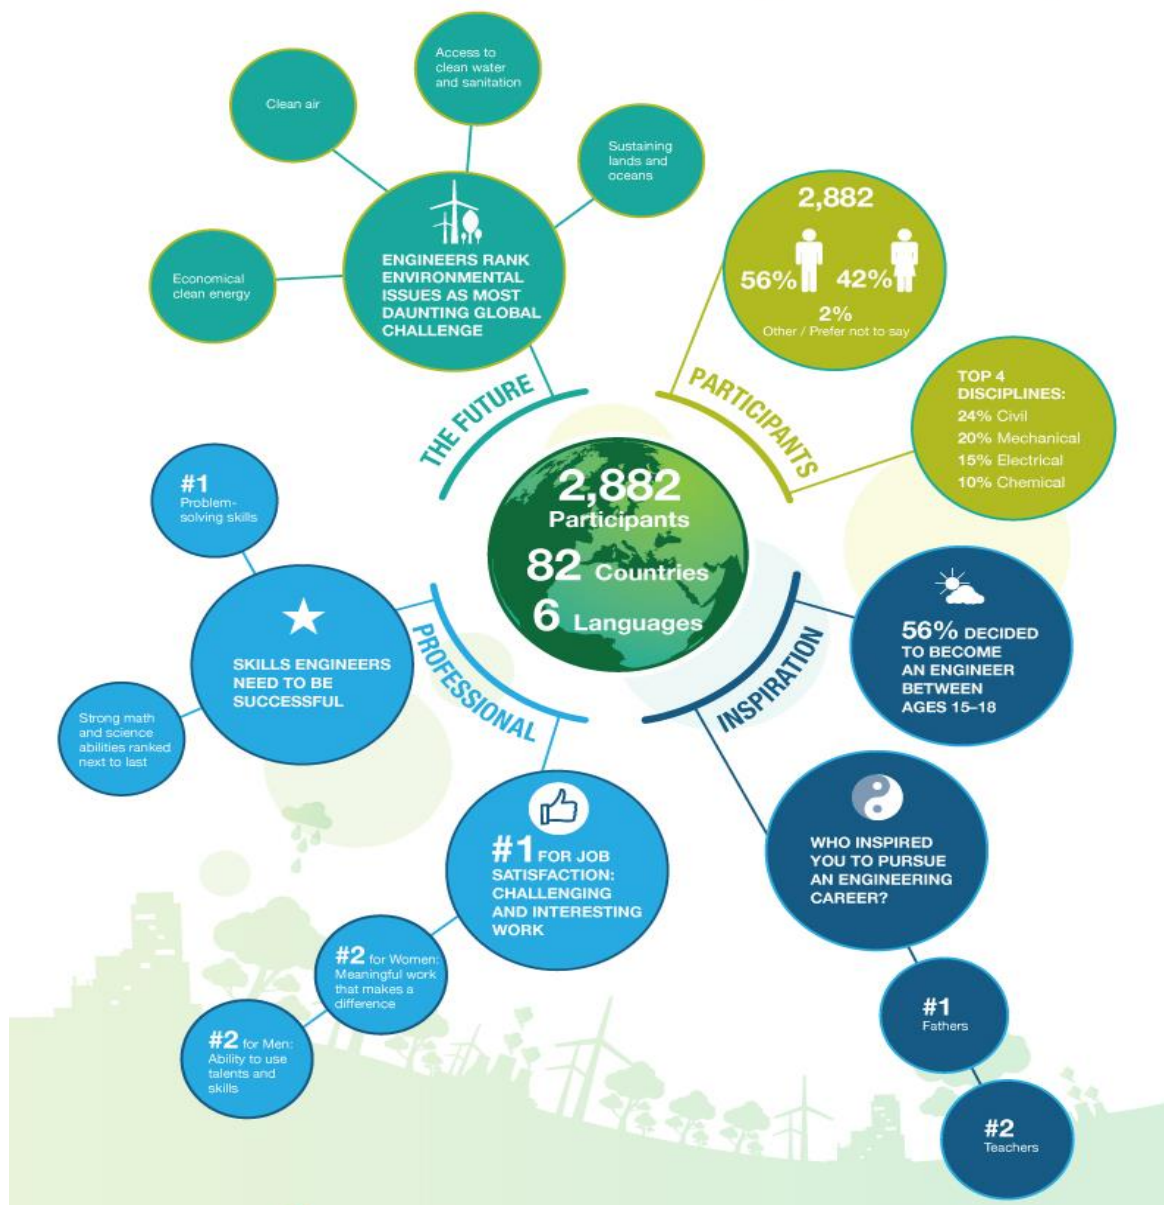 Access to
clean water
and sanitation
Clean air
Sustaining
lands and
oceans
Economical
clean energy
ENGINEERS RANK
ENVIRONMENTAL
ISSUES AS MOST
DAUNTING GLOBAL
CHALLENGE
THE FUTURE
2,882
56% 42%
2%
Other / Prefer not to say
PARTICIPANTS
TOP 4
DISCIPLINES:
24% Civil
20% Mechanical
15% Electrical
10% Chemical
2,882
Participants
82 Countries
6 Languages
#1
Problem-
solving skills
SKILLS ENGINEERS
NEED TO BE
SUCCESSFUL
Strong math
and science
abilities ranked
next to last
PROFESSIONAL
#1 FOR JOB
SATISFACTION:
CHALLENGING
AND INTERESTING
WORK
#2 for Women:
Meaningful work
that makes a
difference
#2 for Men:
Ability to use
talents and
skills
INSPIRATION
56% DECIDED
TO BECOME
AN ENGINEER
BETWEEN
AGES 15–18
WHO INSPIRED
YOU TO PURSUE
AN ENGINEERING
CAREER?
#1
Fathers
#2
Teachers